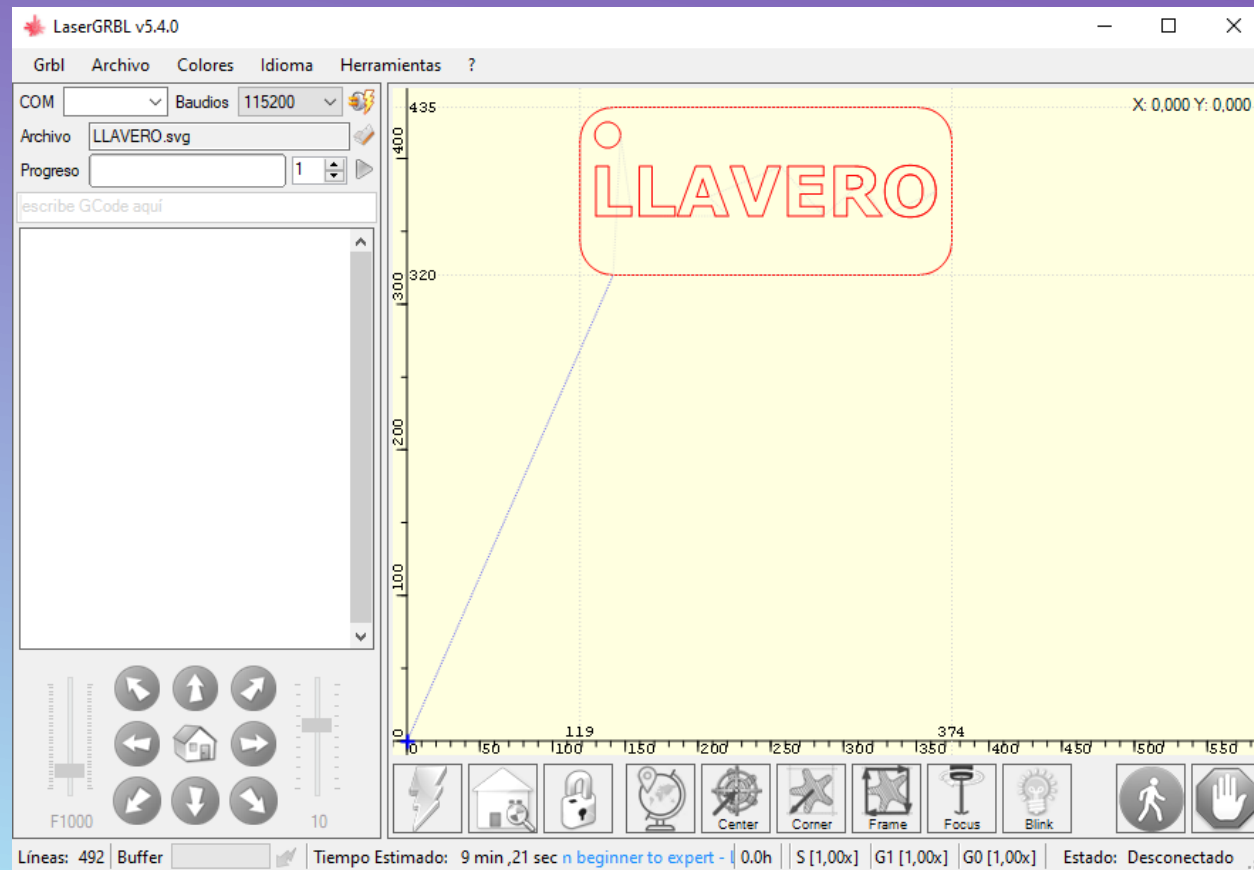 LaserGRBL v5.4.0
Grbl Archivo Colores Idioma Herramientas ?
COM Baudios 115200
Archivo LLAVERO.svg
Progreso 1
escribe GCode aquí
F1000 10
435
X: 0,000 Y: 0,000
400
LLAVERO
320
300
200
100
0
119 374
0 50 100 150 200 250 300 350 400 450 500 550
Center Corner Frame Focus Blink
Líneas: 492 Buffer Tiempo Estimado: 9 min ,21 sec n beginner to expert - 0.0h S [1,00x] G1 [1,00x] G0 [1,00x] Estado: Desconectado